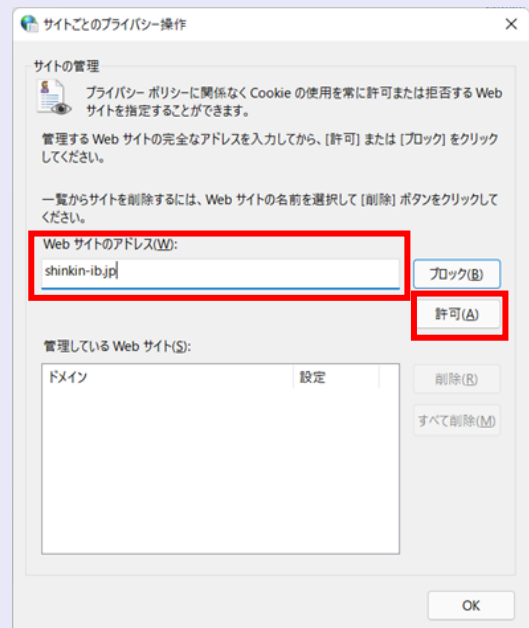 サイトごとのプライバシー操作
サイトの管理
プライバシー ポリシーに関係なく Cookie の使用を常に許可または拒否する Web
サイトを指定することができます。
管理する Web サイトの完全なアドレスを入力してから、[許可] または [ブロック] をクリック
してください。
一覧からサイトを削除するには、Web サイトの名前を選択して [削除] ボタンをクリックして
ください。
Web サイトのアドレス(W):
shinkin-ib.jp
ブロック(B)
許可(A)
管理している Web サイト(S):
ドメイン 設定
削除(R)
すべて削除(M)
OK